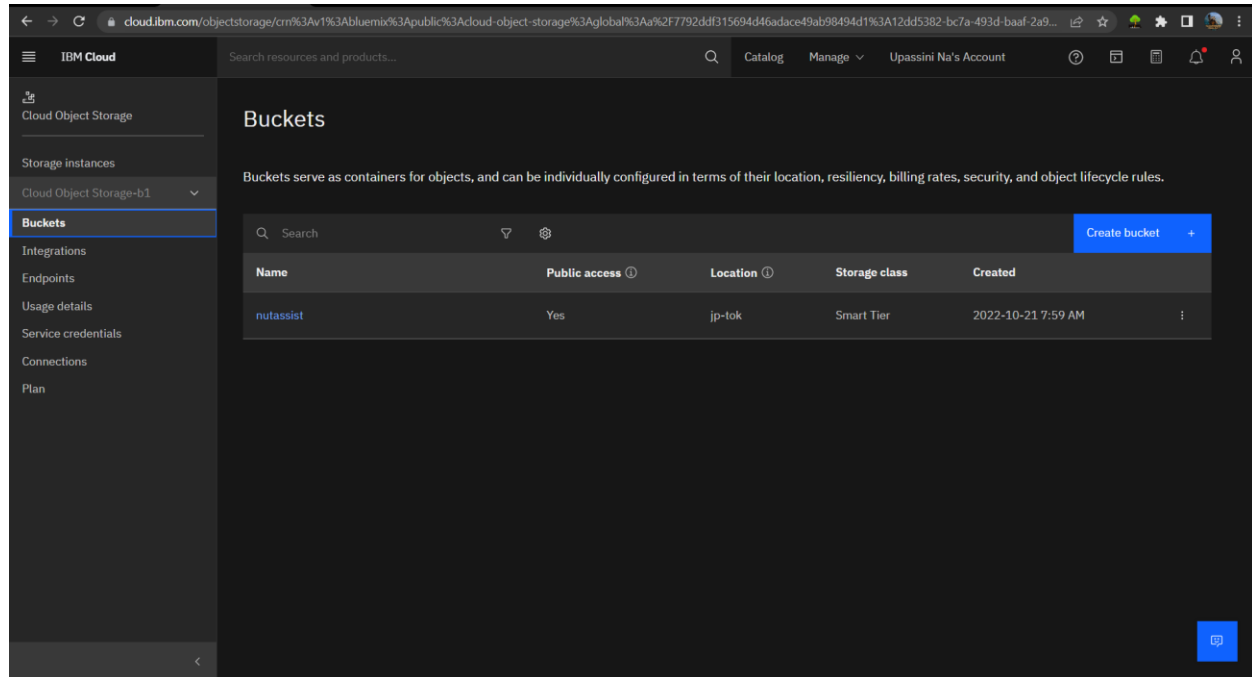 cloud.ibm.com/objectstorage/crn%3Av1%3Abluemix%3Apublic%3Acloud-object-storage%3Aglobal%3Aa%2F7792ddf315694d46adace49ab98494d1%3A12dd5382-bc7a-493d-baaf-2a9...
IBM Cloud
Search resources and products...
Catalog
Manage
Upassini Na's Account
Cloud Object Storage
Storage instances
Cloud Object Storage-b1
Buckets
Integrations
Endpoints
Usage details
Service credentials
Connections
Plan
Buckets
Buckets serve as containers for objects, and can be individually configured in terms of their location, resiliency, billing rates, security, and object lifecycle rules.
Search
Create bucket +
Name Public access Location Storage class Created
nutassist Yes jp-tok Smart Tier 2022-10-21 7:59 AM